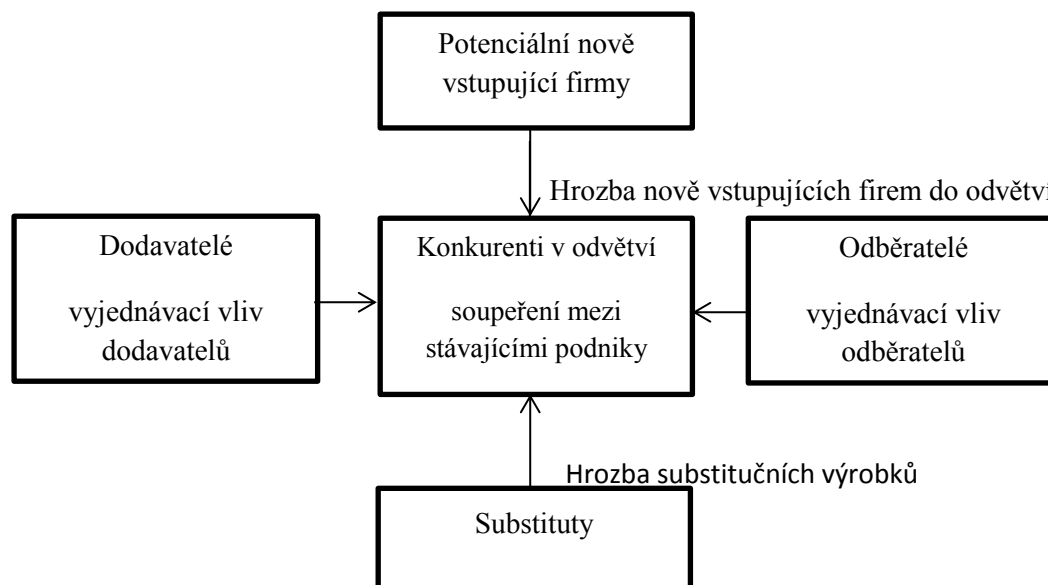 Potenciální nově
vstupující firmy
Hrozba nově vstupujících firem do odvětví
Dodavatelé
vyjednávací vliv
dodavatelů
Konkurenti v odvětví
soupeření mezi
stávajícími podniky
Odběratelé
vyjednávací vliv
odběratelů
Hrozba substitučních výrobků
Substituty